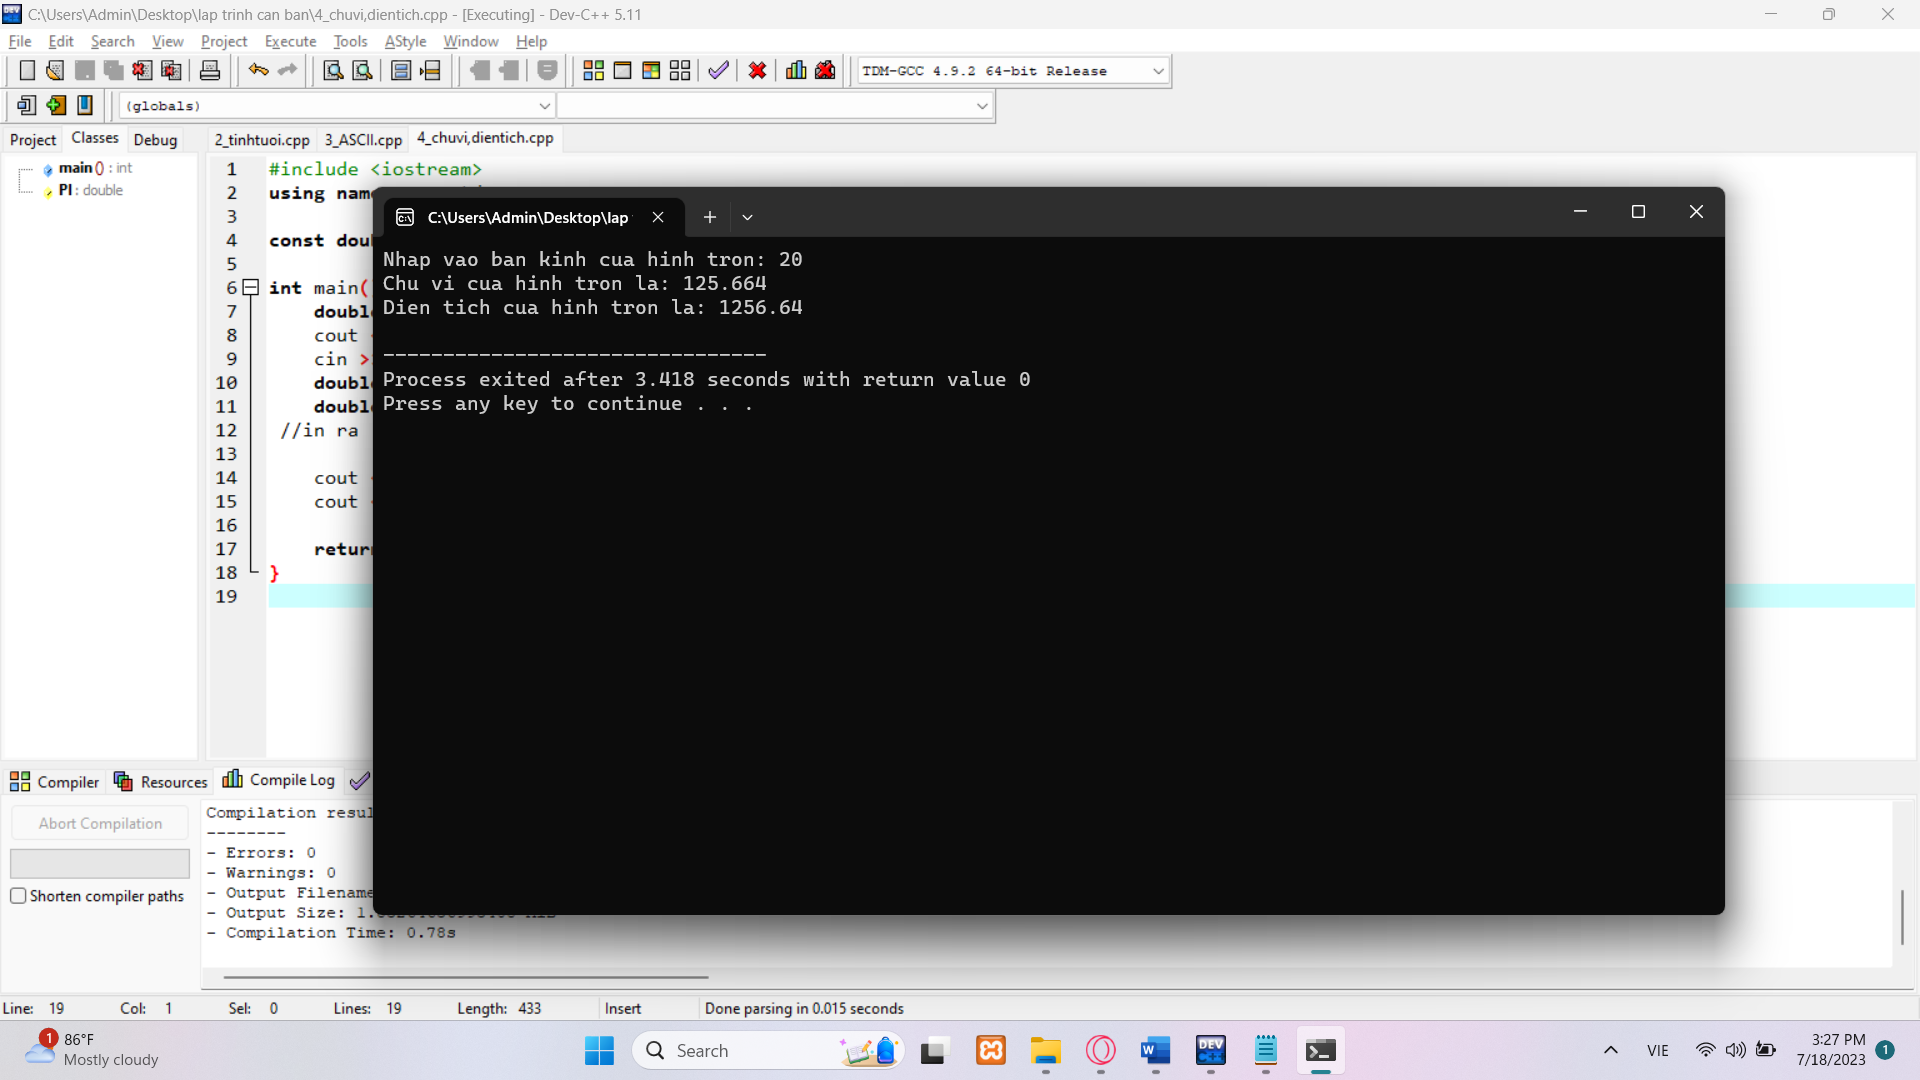 C:\Users\Admin\Desktop\lap trinh can ban\4_chuvi,dientich.cpp - [Executing] - Dev-C++ 5.11
File Edit Search View Project Execute Tools AStyle Window Help
TDM-GCC 4.9.2 64-bit Release
(globals)
Project Classes Debug
2_tinhtuoi.cpp 3_ASCII.cpp 4_chuvi,dientich.cpp
main () : int
PI : double
1 #include <iostream>
2 using
3
4 const
5
6 int main(
7
8 cout
9 cin >
10
11
12 //in ra
13
14 cout
15 cout
16
17
18 }
19
C:\Users\Admin\Desktop\lap
Nhap vao ban kinh cua hinh tron: 20
Chu vi cua hinh tron la: 125.664
Dien tich cua hinh tron la: 1256.64
--------------------------------
Process exited after 3.418 seconds with return value 0
Press any key to continue . . .
Compiler Resources Compile Log
Abort Compilation
Shorten compiler paths
Compilation
--------
- Errors: 0
- Warnings: 0
- Output Filename
- Output Size:
- Compilation Time: 0.78s
Line: 19 Col: 1 Sel: 0 Lines: 19 Length: 433 Insert Done parsing in 0.015 seconds
1
86°F
Mostly cloudy
Search
W
DEV
VIE
3:27 PM
7/18/2023
1